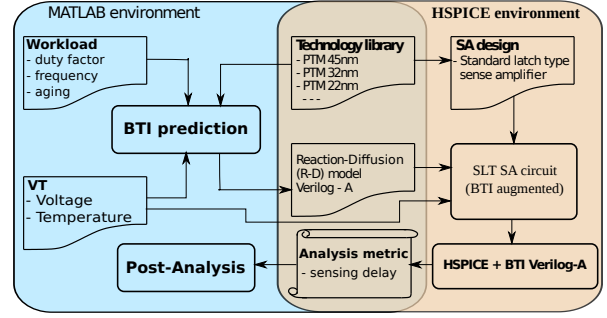 MATLAB environment
HSPICE environment
Workload
- duty factor
- frequency
- aging
Technology library
- PTM 45nm
- PTM 32nm
- PTM 22nm
- - -
SA design
- Standard latch type
sense amplifier
BTI prediction
Reaction-Diffusion
(R-D) model
Verilog - A
SLT SA circuit
(BTI augmented)
VT
- Voltage
- Temperature
Post-Analysis
Analysis metric
- sensing delay
HSPICE + BTI Verilog-A